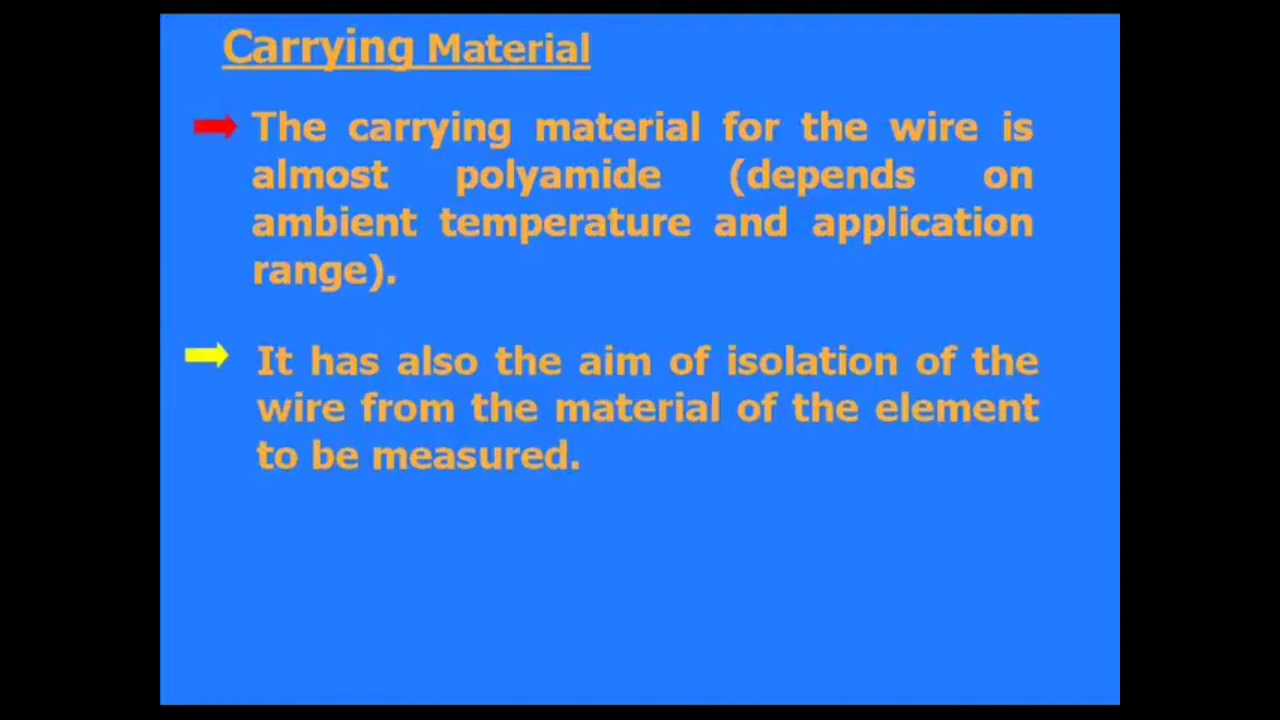 Carrying Material
The carrying material for the wire is
almost polyamide (depends on
ambient temperature and application
range).
It has also the aim of isolation of the
wire from the material of the element
to be measured.